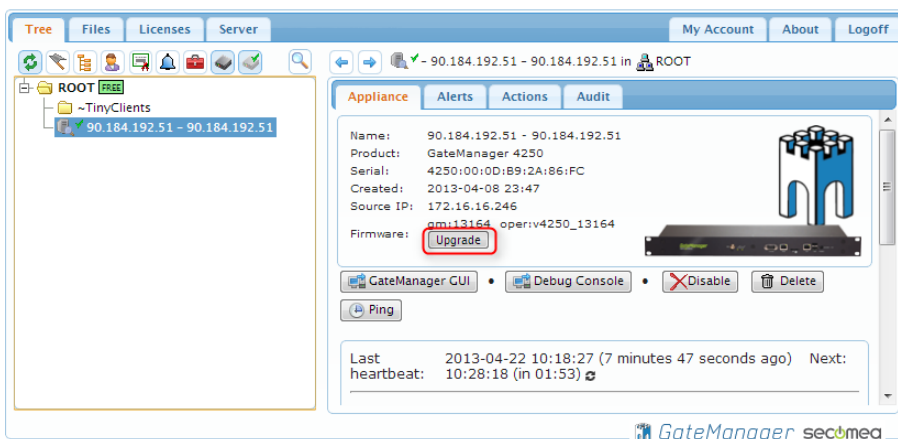 Tree Files Licenses Server My Account About Logoff
- 90.184.192.51 - 90.184.192.51 in ROOT
ROOT FREE
~TinyClients
90.184.192.51 - 90.184.192.51
Appliance Alerts Actions Audit
Name: 90.184.192.51 - 90.184.192.51
Product: GateManager 4250
Serial: 4250:00:0D:B9:2A:86:FC
Created: 2013-04-08 23:47
Source IP: 172.16.16.246
Firmware: gm:13164 oper:v4250_13164
Upgrade
GateManager GUI • Debug Console • Disable Delete
Ping
Last heartbeat: 2013-04-22 10:18:27 (7 minutes 47 seconds ago) Next:
10:28:18 (in 01:53)
GateManager secomea